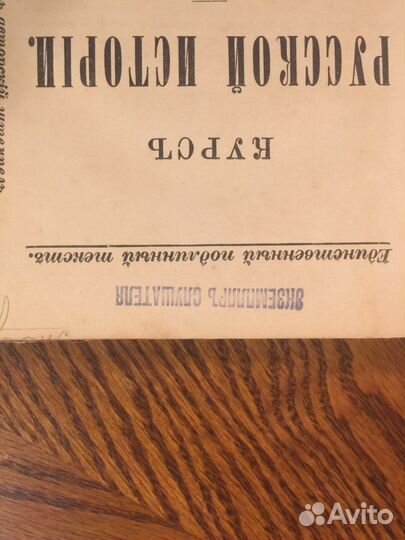 ЭКЗЕМПЛЯРЪ СЛУШАТЕЛЯ
Единственный подлинный текстъ.
КУРСЪ
РУССКОЙ ИСТОРІИ.
Avito